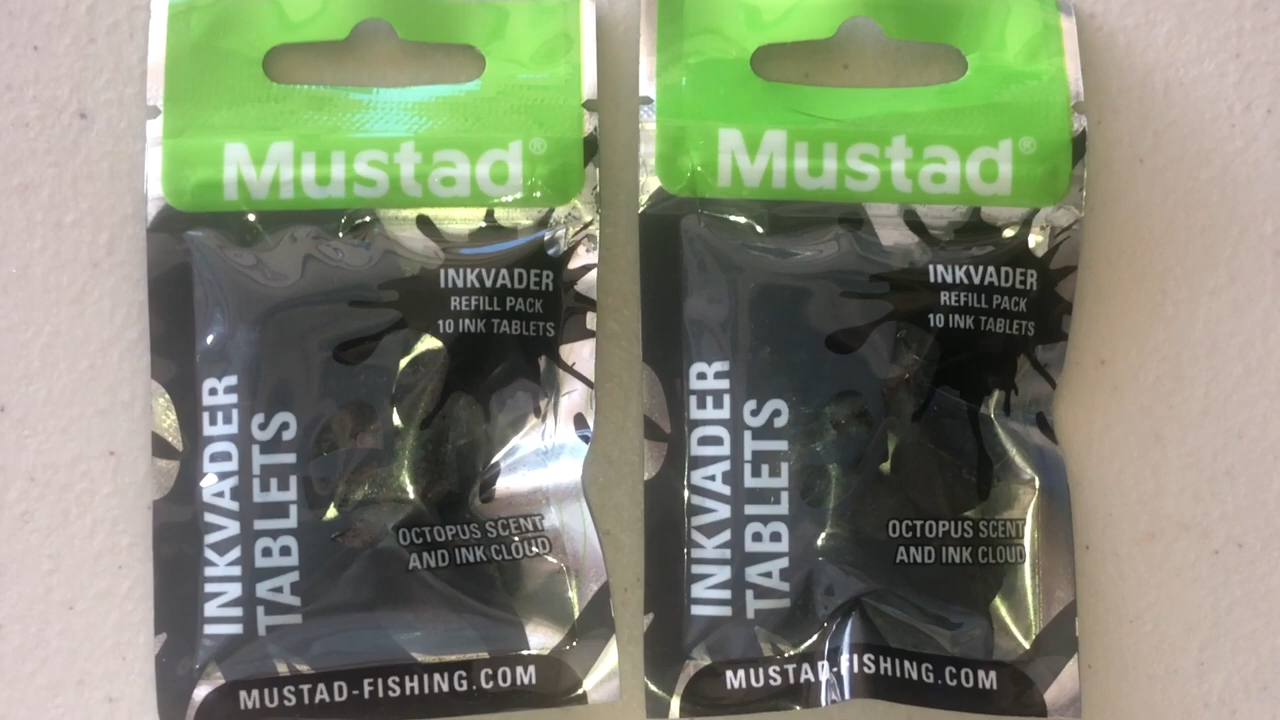 Mustad®
INKVADER
REFILL PACK
10 INK TABLETS
INKVADER
TABLETS
OCTOPUS SCENT
AND INK CLOUD
MUSTAD-FISHING.COM
Mustad®
INKVADER
REFILL PACK
10 INK TABLETS
INKVADER
TABLETS
OCTOPUS SCENT
AND INK CLOUD
MUSTAD-FISHING.COM